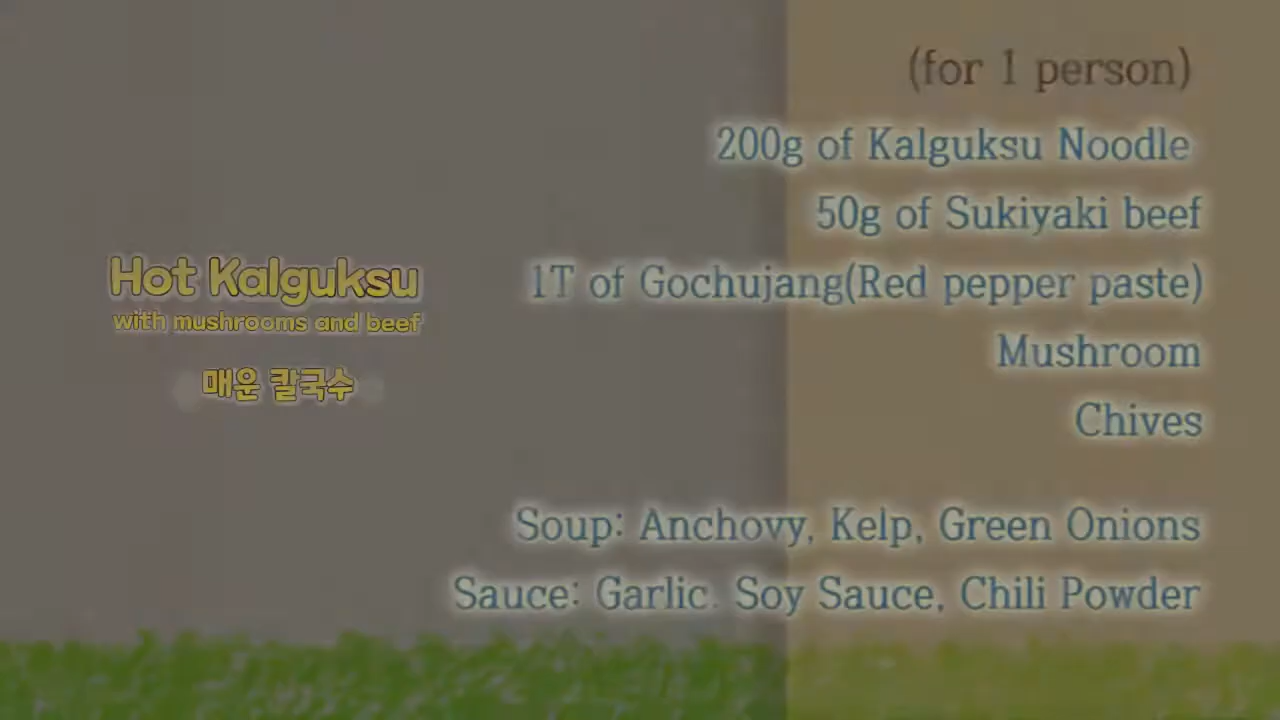 Hot Kalguksu
with mushrooms and beef
매운 칼국수
(for 1 person)
200g of Kalguksu Noodle
50g of Sukiyaki beef
1T of Gochujang(Red pepper paste)
Mushroom
Chives
Soup: Anchovy, Kelp, Green Onions
Sauce: Garlic. Soy Sauce, Chili Powder